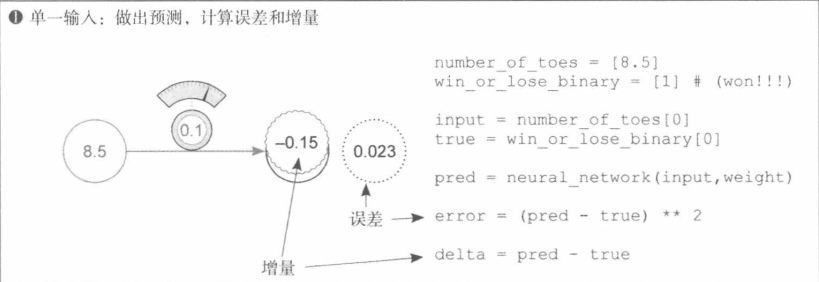 ❶ 单一输入：做出预测，计算误差和增量
number_of_toes = [8.5]
win_or_lose_binary = [1] # (won!!!)
input = number_of_toes[0]
true = win_or_lose_binary[0]
pred = neural_network(input,weight)
error = (pred - true) ** 2
delta = pred - true
8.5
0.1
–0.15
0.023
误差
增量